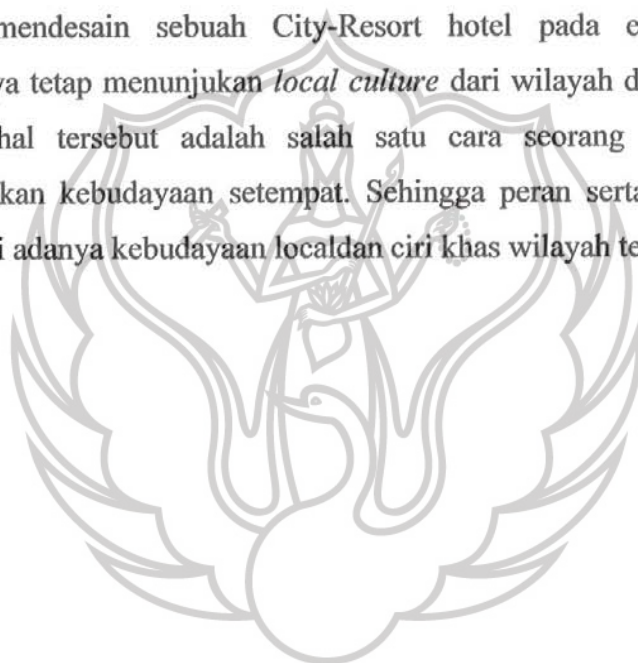 mendesain sebuah City-Resort hotel pada e
ya tetap menunjukan local culture dari wilayah d
hal tersebut adalah salah satu cara seorang
kan kebudayaan setempat. Sehingga peran serta
i adanya kebudayaan localdan ciri khas wilayah te